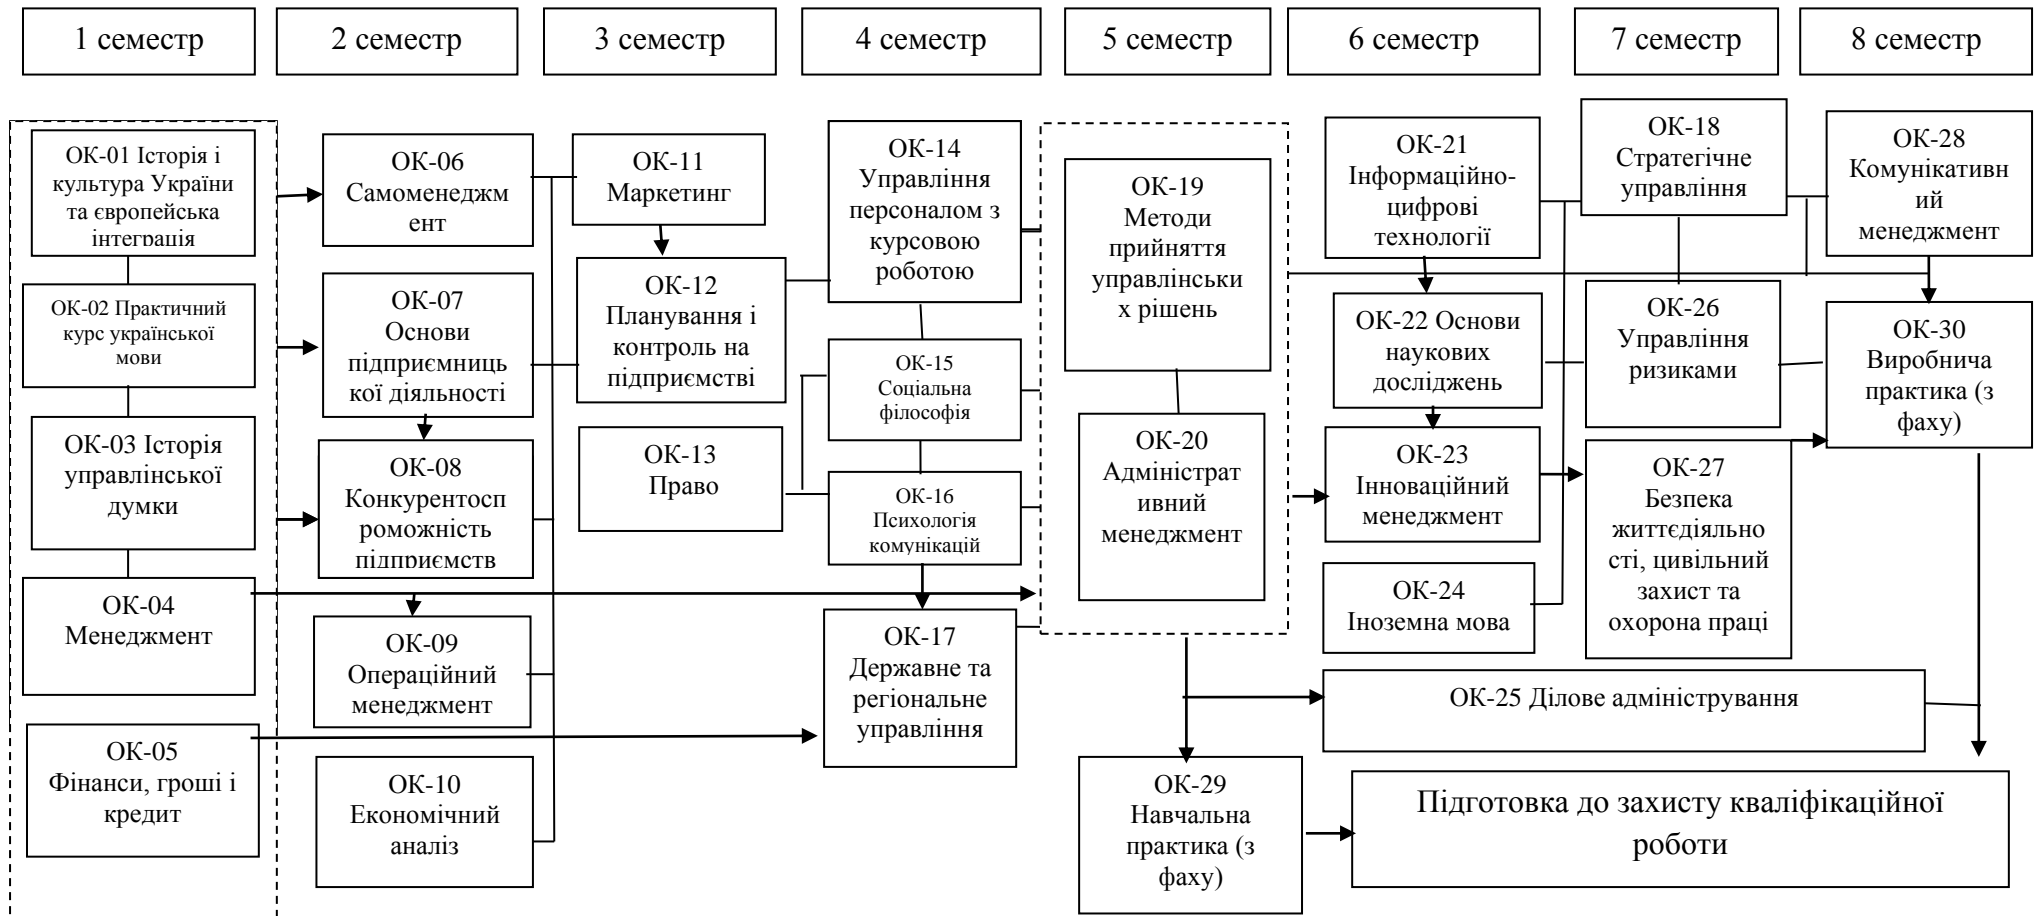 1 семестр
2 семестр
3 семестр
4 семестр
5 семестр
6 семестр
7 семестр
8 семестр
ОК-01 Історія і
культура України
та європейська
інтеграція
ОК-02 Практичний
курс української
мови
ОК-03 Історія
управлінської
думки
ОК-04
Менеджмент
ОК-05
Фінанси, гроші і
кредит
ОК-06
Самоменеджм
ент
ОК-07
Основи
підприємниць
кої діяльності
ОК-08
Конкурентосп
роможність
підприємств
ОК-09
Операційний
менеджмент
ОК-10
Економічний
аналіз
ОК-11
Маркетинг
ОК-12
Планування і
контроль на
підприємстві
ОК-13
Право
ОК-14
Управління
персоналом з
курсовою
роботою
ОК-15
Соціальна
філософія
ОК-16
Психологія
комунікацій
ОК-17
Державне та
регіональне
управління
ОК-19
Методи
прийняття
управлінськи
х рішень
ОК-20
Адміністрат
ивний
менеджмент
ОК-29
Навчальна
практика (з
фаху)
ОК-21
Інформаційно-
цифрові
технології
ОК-22 Основи
наукових
досліджень
ОК-23
Інноваційний
менеджмент
ОК-24
Іноземна мова
ОК-25 Ділове адміністрування
ОК-18
Стратегічне
управління
ОК-26
Управління
ризиками
ОК-27
Безпека
життєдіяльно
сті, цивільний
захист та
охорона праці
ОК-28
Комунікативн
ий
менеджмент
ОК-30
Виробнича
практика (з
фаху)
Підготовка до захисту кваліфікаційної
роботи